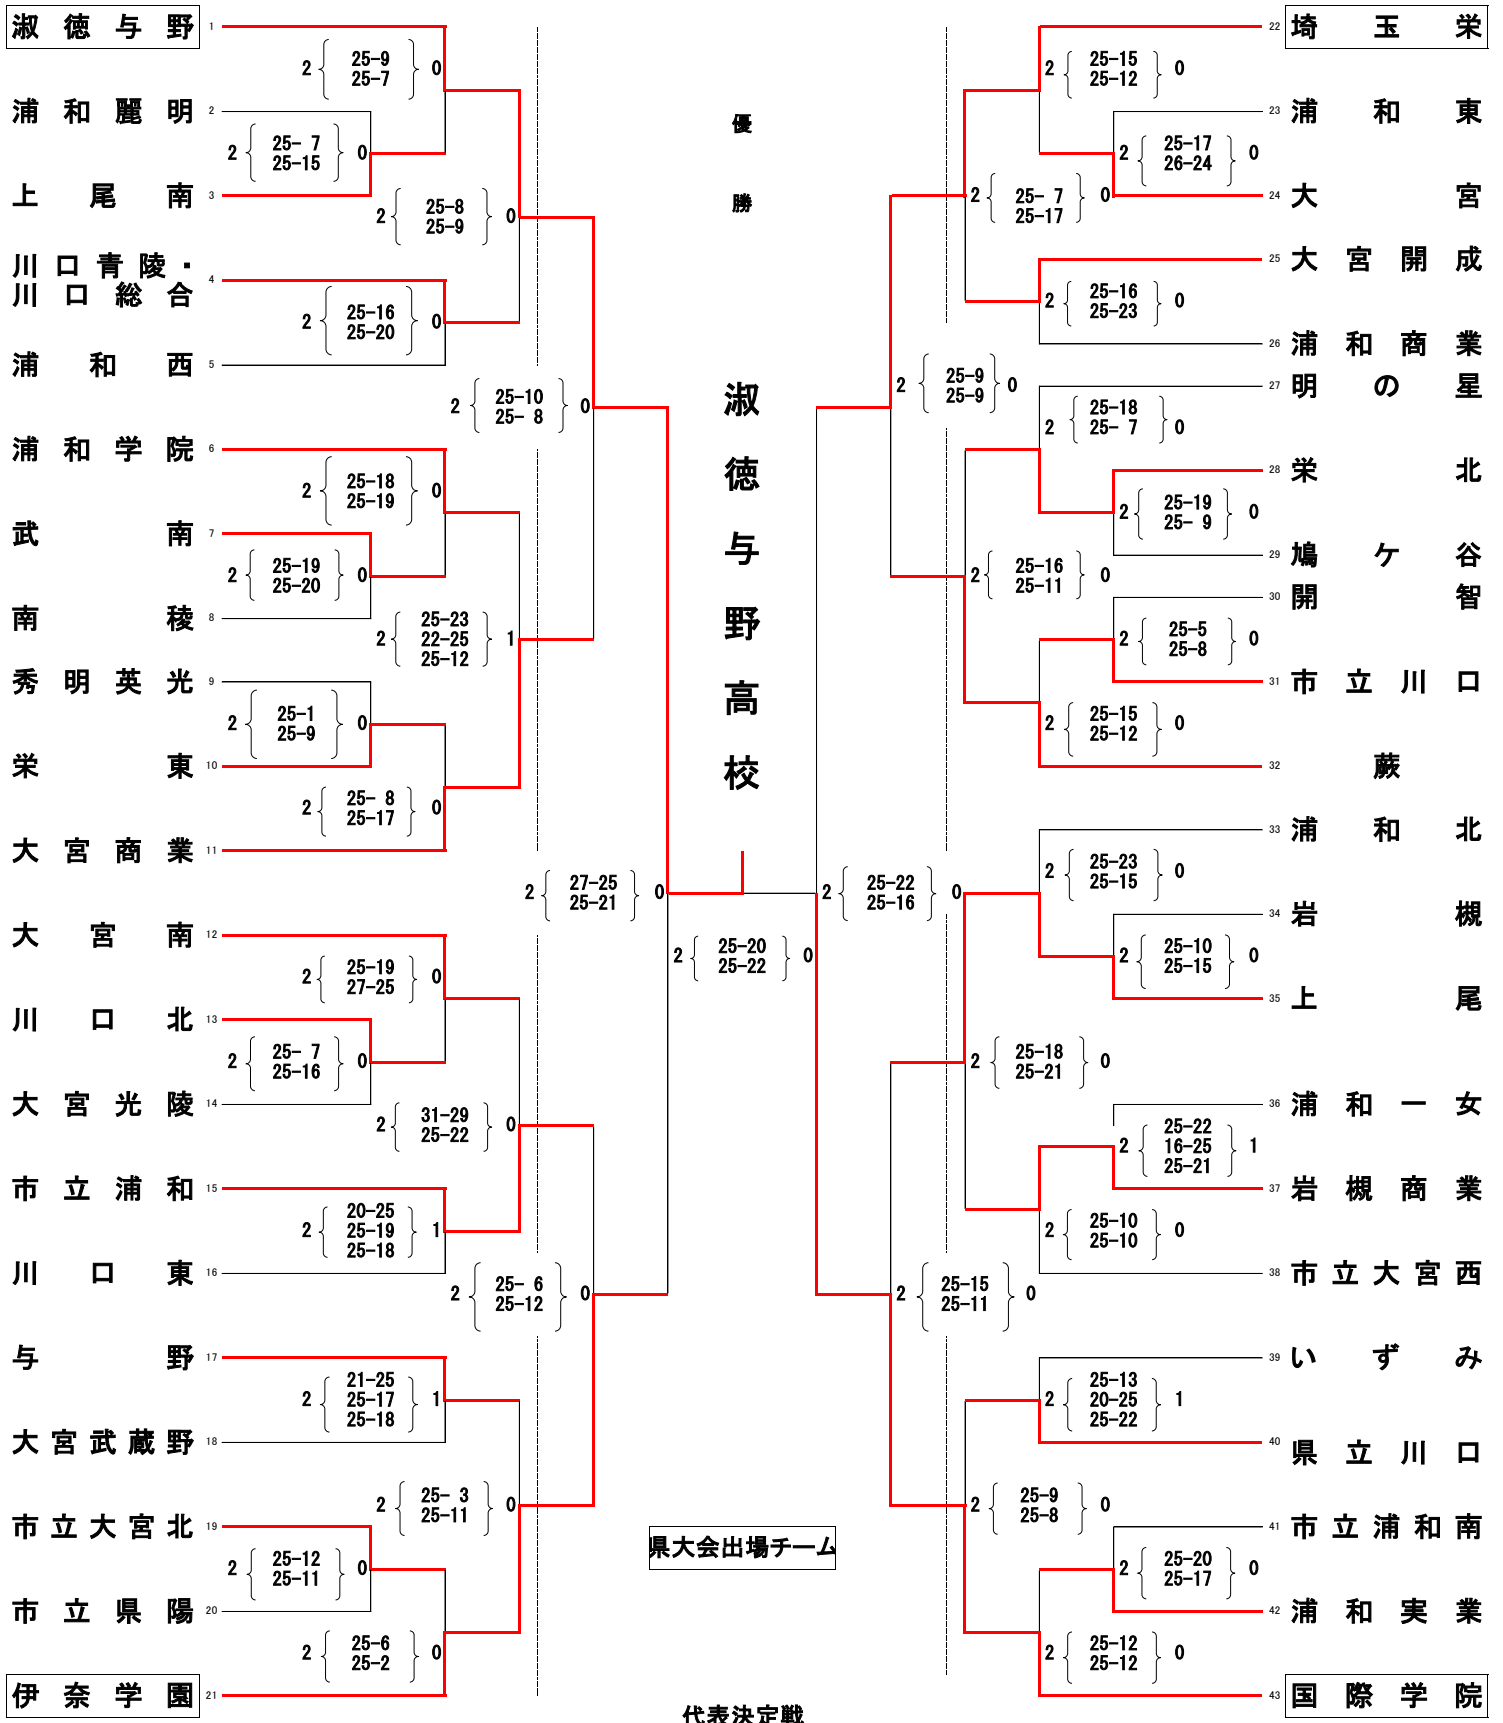 淑徳与野 1
2 25-9 0
25-7
浦和麗明 2
2 25- 7 0
25-15
上尾南 3
2 25-8 0
25-9
川口青陵・
川口総合 4
2 25-16 0
25-20
浦和西 5
2 25-10 0
25- 8
浦和学院 6
2 25-18 0
25-19
武南 7
2 25-19 0
25-20
南稜 8
2 25-23 1
22-25
25-12
秀明英光 9
2 25-1 0
25-9
栄東 10
2 25- 8 0
25-17
大宮商業 11
2 27-25 0
25-21
大宮南 12
2 25-19 0
27-25
川口北 13
2 25- 7 0
25-16
大宮光陵 14
2 31-29 0
25-22
市立浦和 15
2 20-25 1
25-19
25-18
川口東 16
2 25- 6 0
25-12
与野 17
2 21-25 1
25-17
25-18
大宮武蔵野 18
2 25- 3 0
25-11
市立大宮北 19
2 25-12 0
25-11
市立県陽 20
2 25-6 0
25-2
伊奈学園 21
優勝
淑徳与野高校
2 25-20 0
25-22
県大会出場チーム
代表決定戦
22 埼玉栄
2 25-15 0
25-12
23 浦和東
2 25-17 0
26-24
24 大宮
2 25- 7 0
25-17
25 大宮開成
2 25-16 0
25-23
26 浦和商業
2 25-9 0
25-9
27 明の星
2 25-18 0
25- 7
28 栄北
2 25-19 0
25- 9
29 鳩ケ谷
2 25-16 0
25-11
30 開智
2 25-5 0
25-8
31 市立川口
2 25-15 0
25-12
32 蕨
2 25-22 0
25-16
33 浦和北
2 25-23 0
25-15
34 岩槻
2 25-10 0
25-15
35 上尾
2 25-18 0
25-21
36 浦和一女
2 25-22 1
16-25
25-21
37 岩槻商業
2 25-10 0
25-10
38 市立大宮西
2 25-15 0
25-11
39 いずみ
2 25-13 1
20-25
25-22
40 県立川口
2 25-9 0
25-8
41 市立浦和南
2 25-20 0
25-17
42 浦和実業
2 25-12 0
25-12
43 国際学院